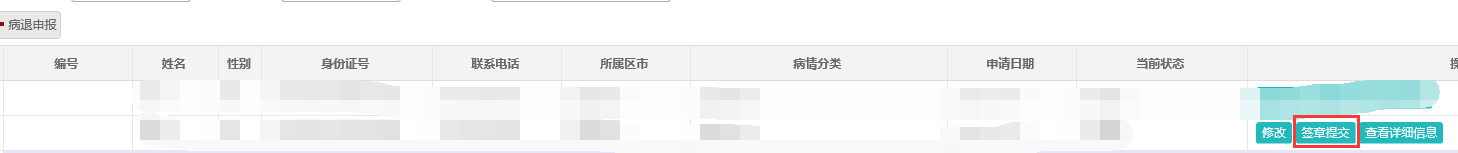 病退申报
编号 姓名 性别 身份证号 联系电话 所属区市 病情分类 申请日期 当前状态
修改 签章提交 查看详细信息